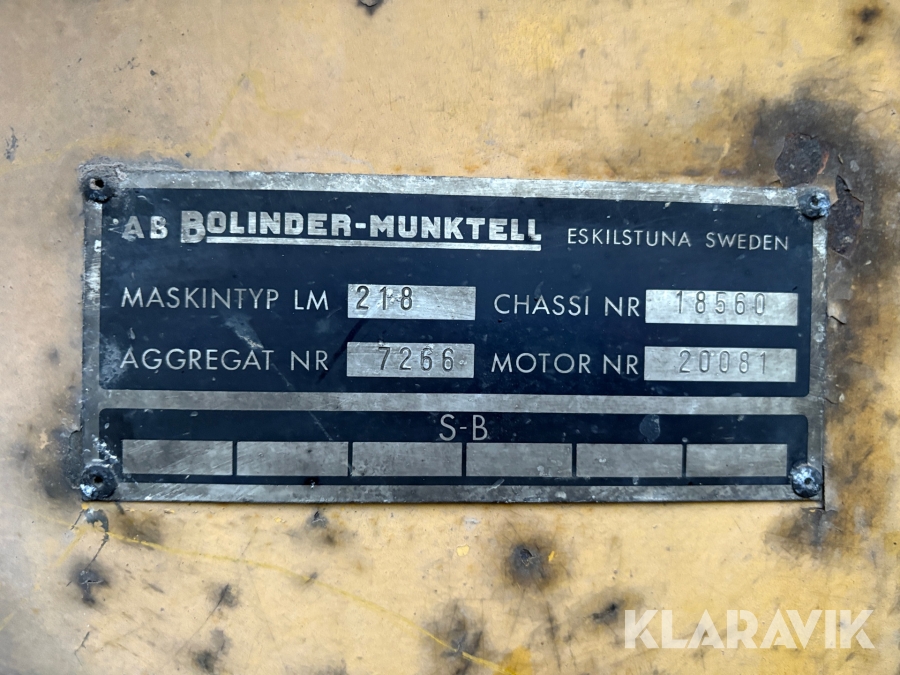 AB BOLINDER-MUNKTELL ESKILSTUNA SWEDEN
MASKINTYP LM 218 CHASSI NR 18560
AGGREGAT NR 7266 MOTOR NR 20081
S-B
KLARAVIK